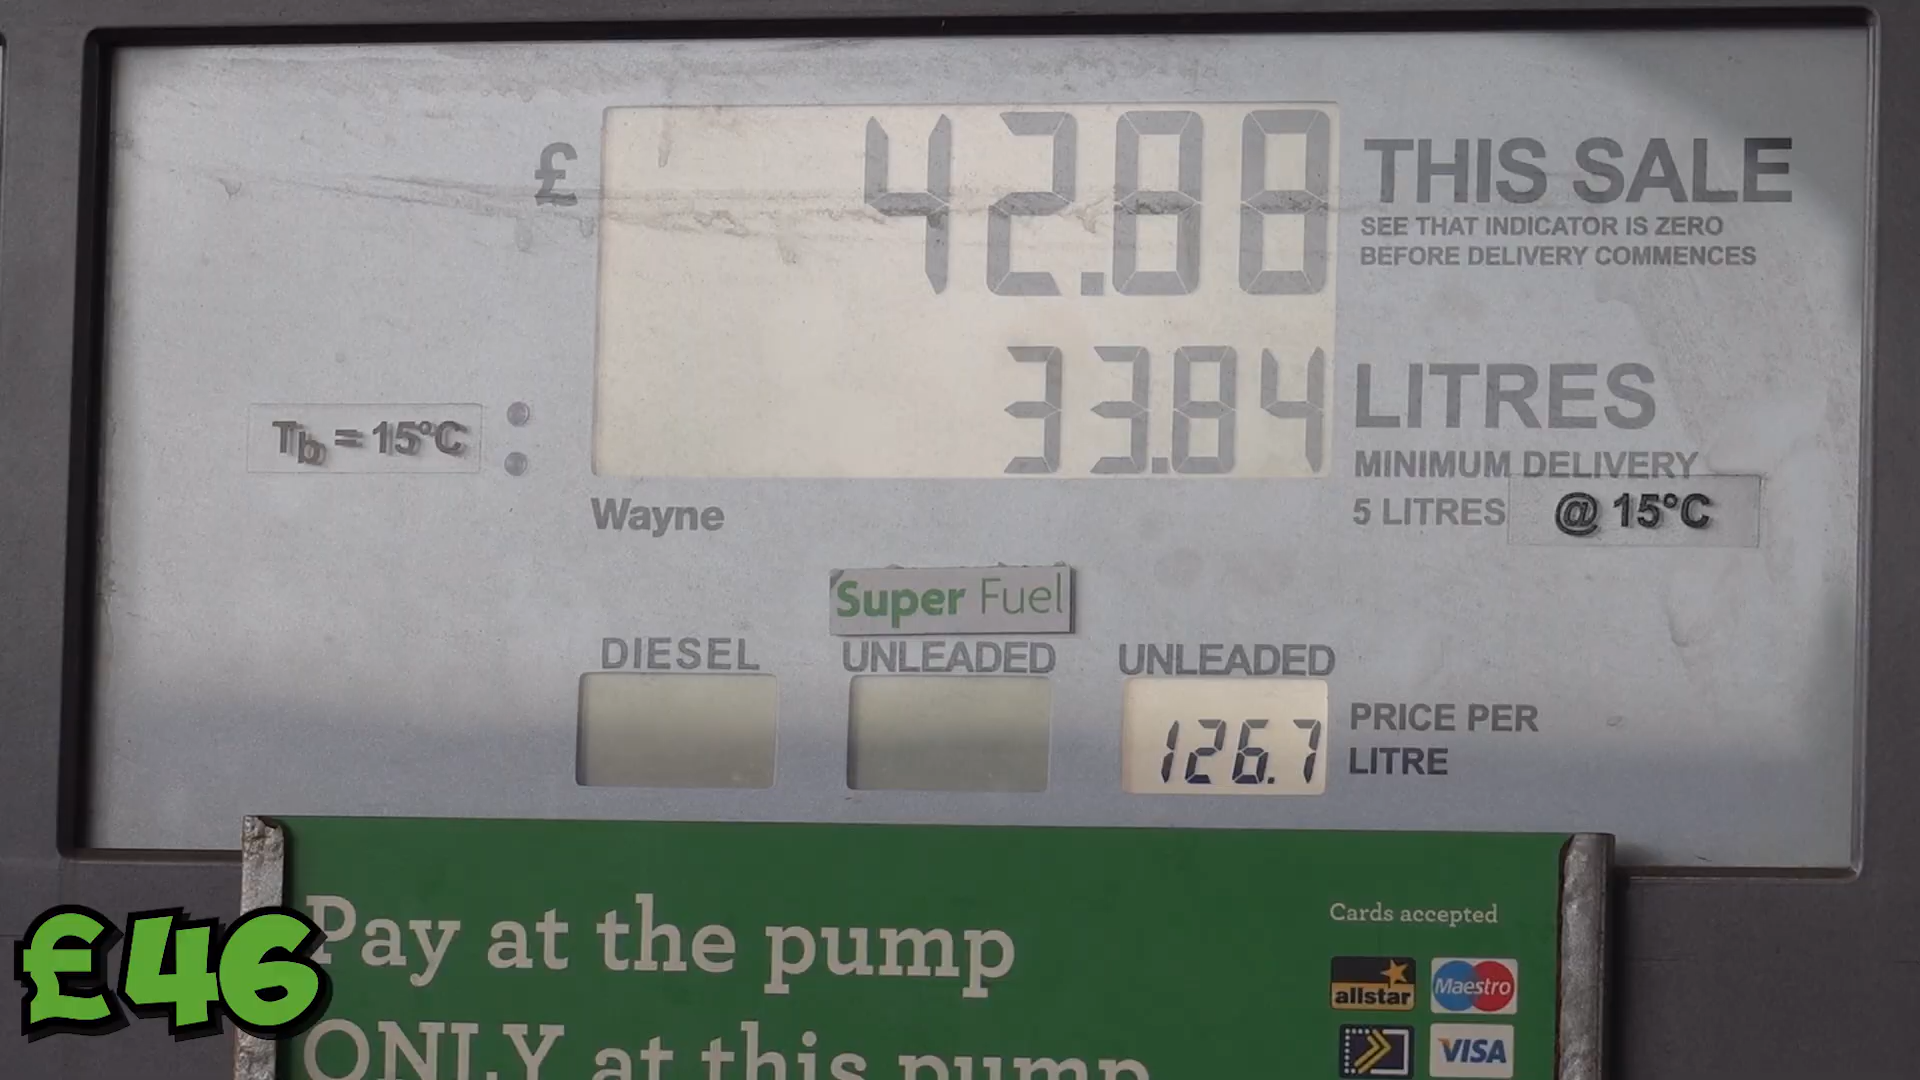 £ 42.88 THIS SALE
SEE THAT INDICATOR IS ZERO
BEFORE DELIVERY COMMENCES
33.84 LITRES
Tb = 15°C
MINIMUM DELIVERY
5 LITRES @ 15°C
Wayne
Super Fuel
DIESEL UNLEADED UNLEADED
126.7 PRICE PER
LITRE
Pay at the pump
ONLY at this pump
Cards accepted
allstar Maestro
VISA
£46